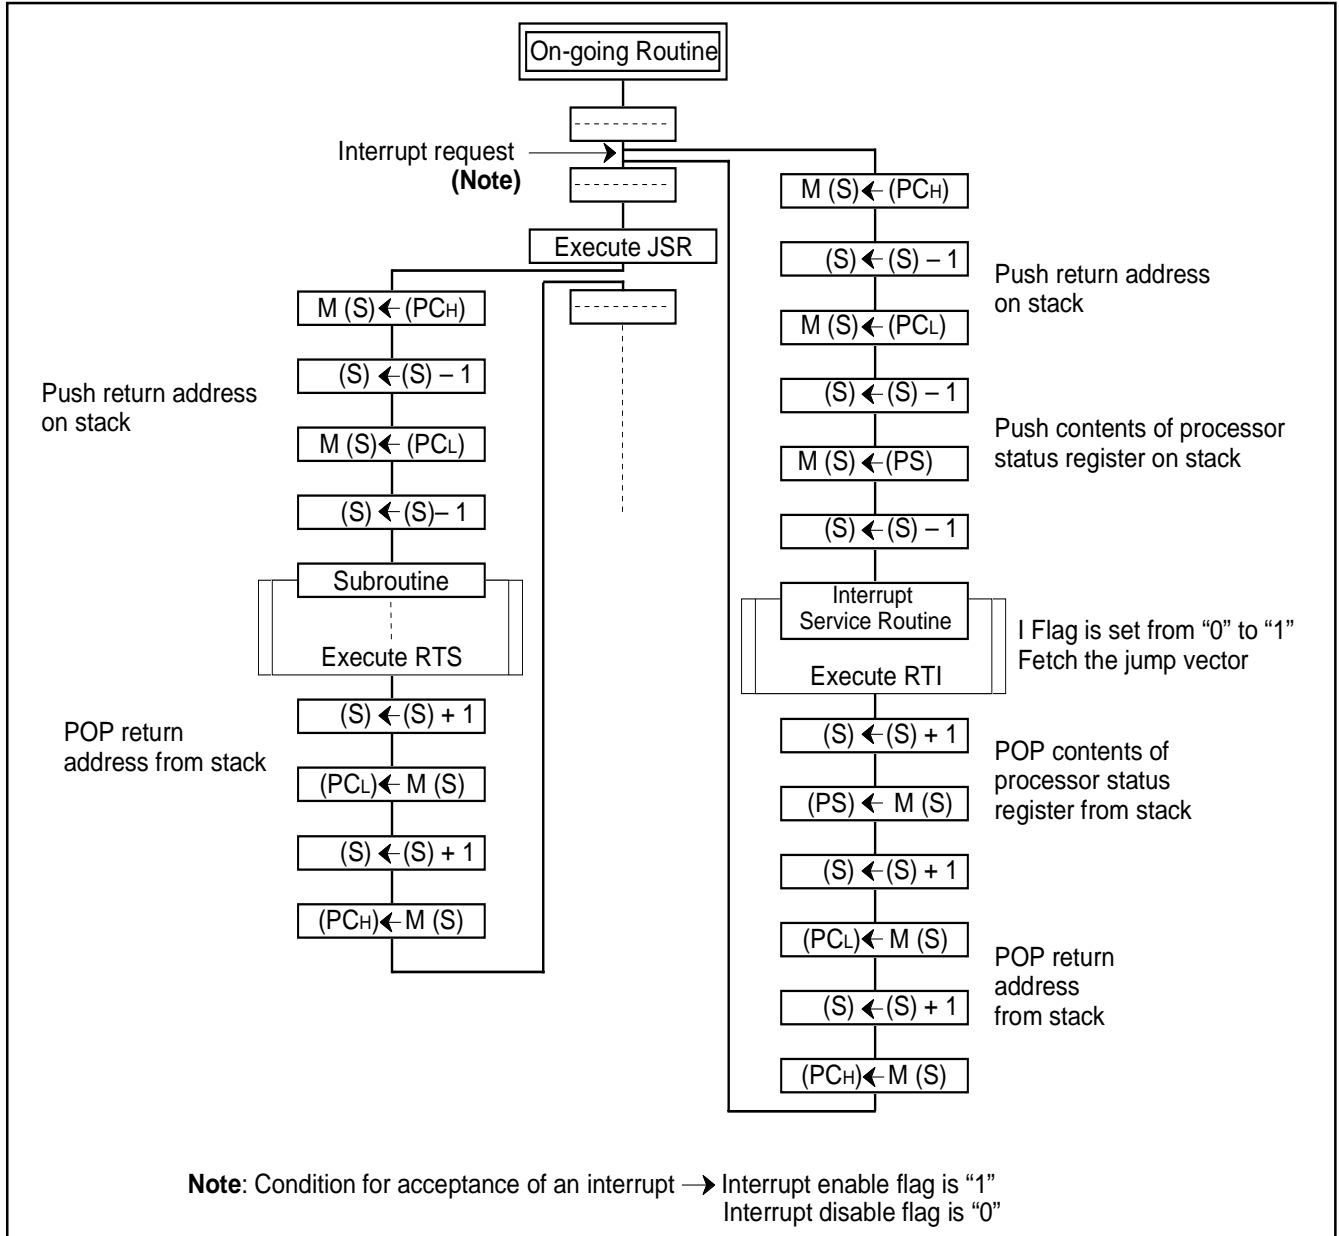 On-going Routine
Interrupt request
(Note)
Execute JSR
M (S) ← (PCH)
(S) ← (S) – 1
M (S) ← (PCL)
(S) ← (S)– 1
Push return address
on stack
Subroutine
Execute RTS
POP return
address from stack
(S) ← (S) + 1
(PCL) ← M (S)
(S) ← (S) + 1
(PCH) ← M (S)
M (S) ← (PCH)
(S) ← (S) – 1
M (S) ← (PCL)
(S) ← (S) – 1
M (S) ← (PS)
(S) ← (S) – 1
Push return address
on stack
Push contents of processor
status register on stack
Interrupt
Service Routine
Execute RTI
I Flag is set from “0” to “1”
Fetch the jump vector
(S) ← (S) + 1
(PS) ← M (S)
(S) ← (S) + 1
(PCL) ← M (S)
(S) ← (S) + 1
(PCH) ← M (S)
POP contents of
processor status
register from stack
POP return
address
from stack
Note: Condition for acceptance of an interrupt → Interrupt enable flag is “1”
Interrupt disable flag is “0”